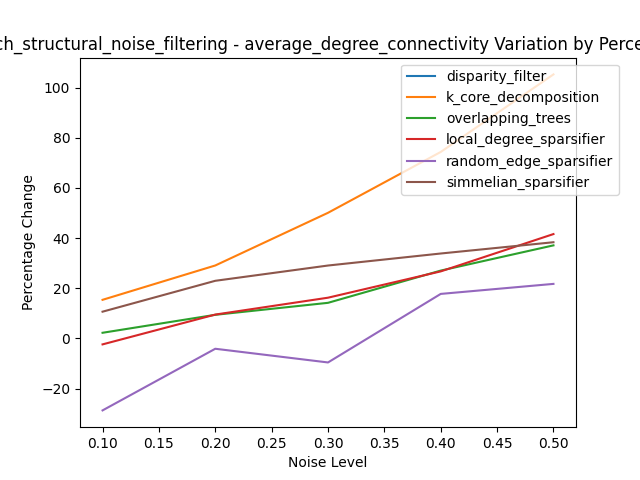 ch_structural_noise_filtering - average_degree_connectivity Variation by Perce
disparity_filter
k_core_decomposition
overlapping_trees
local_degree_sparsifier
random_edge_sparsifier
simmelian_sparsifier
Percentage Change
100
80
60
40
20
0
−20
0.10 0.15 0.20 0.25 0.30 0.35 0.40 0.45 0.50
Noise Level